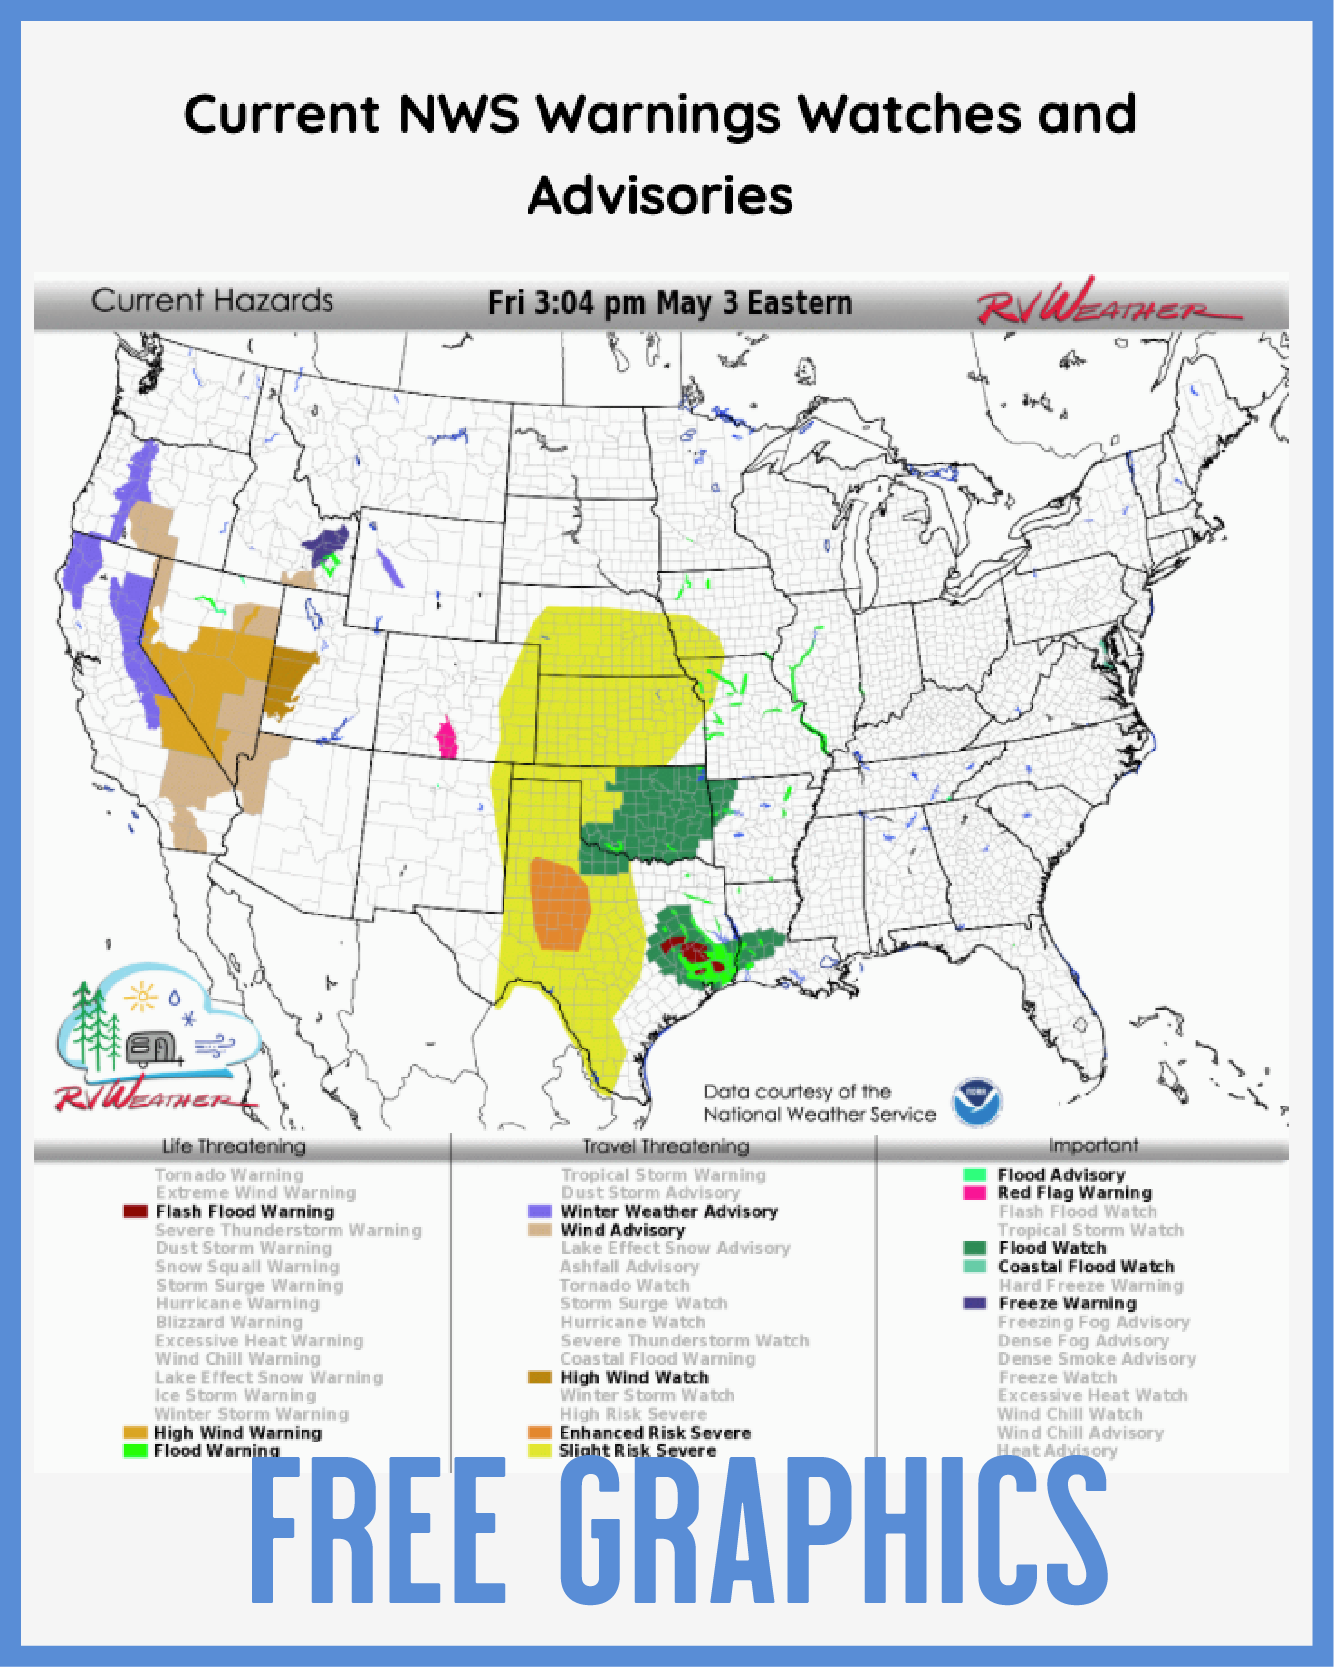 Current NWS Warnings Watches and
Advisories
Current Hazards
Fri 3:04 pm May 3 Eastern
RVWEATHER
RVWEATHER
Data courtesy of the
National Weather Service
NOAA
Life Threatening
Tornado Warning
Extreme Wind Warning
Flash Flood Warning
Severe Thunderstorm Warning
Dust Storm Warning
Snow Squall Warning
Storm Surge Warning
Hurricane Warning
Blizzard Warning
Excessive Heat Warning
Wind Chill Warning
Lake Effect Snow Warning
Ice Storm Warning
Winter Storm Warning
High Wind Warning
Flood Warning
Travel Threatening
Tropical Storm Warning
Dust Storm Advisory
Winter Weather Advisory
Wind Advisory
Lake Effect Snow Advisory
Ashfall Advisory
Tornado Watch
Storm Surge Watch
Hurricane Watch
Severe Thunderstorm Watch
Coastal Flood Warning
High Wind Watch
Winter Storm Watch
High Risk Severe
Enhanced Risk Severe
Slight Risk Severe
Important
Flood Advisory
Red Flag Warning
Flash Flood Watch
Tropical Storm Watch
Flood Watch
Coastal Flood Watch
Hard Freeze Warning
Freeze Warning
Freezing Fog Advisory
Dense Fog Advisory
Dense Smoke Advisory
Freeze Watch
Excessive Heat Watch
Wind Chill Watch
Wind Chill Advisory
Heat Advisory
FREE GRAPHICS